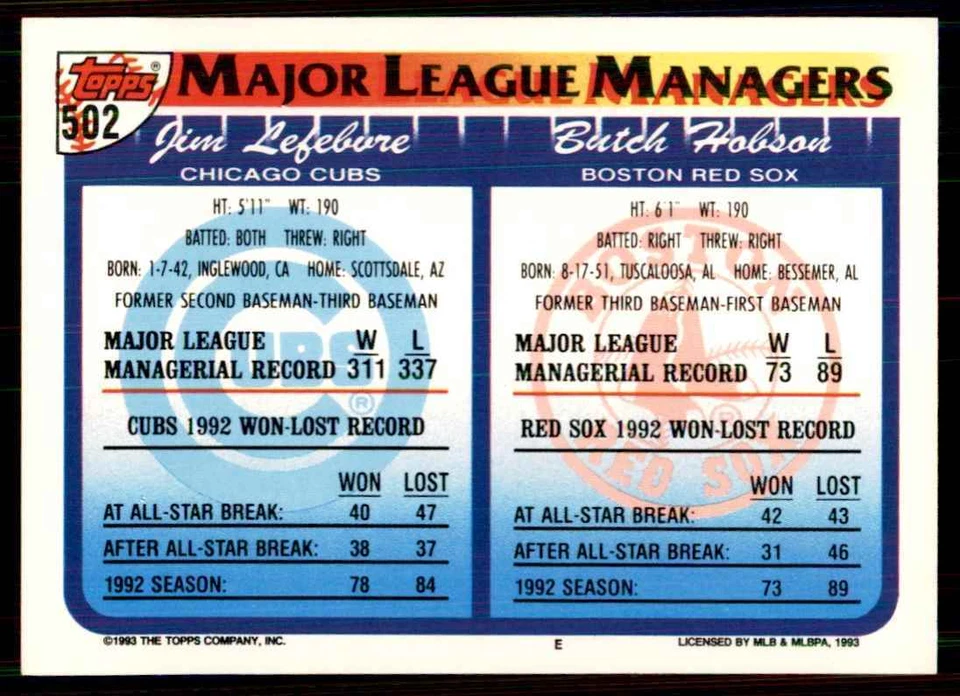 TOPPS®
502
MAJOR LEAGUE MANAGERS
Jim Lefebvre
CHICAGO CUBS
HT: 5'11" WT: 190
BATTED: BOTH THREW: RIGHT
BORN: 1-7-42, INGLEWOOD, CA HOME: SCOTTSDALE, AZ
FORMER SECOND BASEMAN-THIRD BASEMAN
MAJOR LEAGUE W L
MANAGERIAL RECORD 311 337
CUBS ®
CUBS 1992 WON-LOST RECORD
WON LOST
AT ALL-STAR BREAK: 40 47
AFTER ALL-STAR BREAK: 38 37
1992 SEASON: 78 84
Butch Hobson
BOSTON RED SOX
HT: 6'1" WT: 190
BATTED: RIGHT THREW: RIGHT
BORN: 8-17-51, TUSCALOOSA, AL HOME: BESSEMER, AL
FORMER THIRD BASEMAN-FIRST BASEMAN
MAJOR LEAGUE W L
MANAGERIAL RECORD 73 89
BOSTON
RED SOX ®
RED SOX 1992 WON-LOST RECORD
WON LOST
AT ALL-STAR BREAK: 42 43
AFTER ALL-STAR BREAK: 31 46
1992 SEASON: 73 89
©1993 THE TOPPS COMPANY, INC.
E
LICENSED BY MLB & MLBPA, 1993